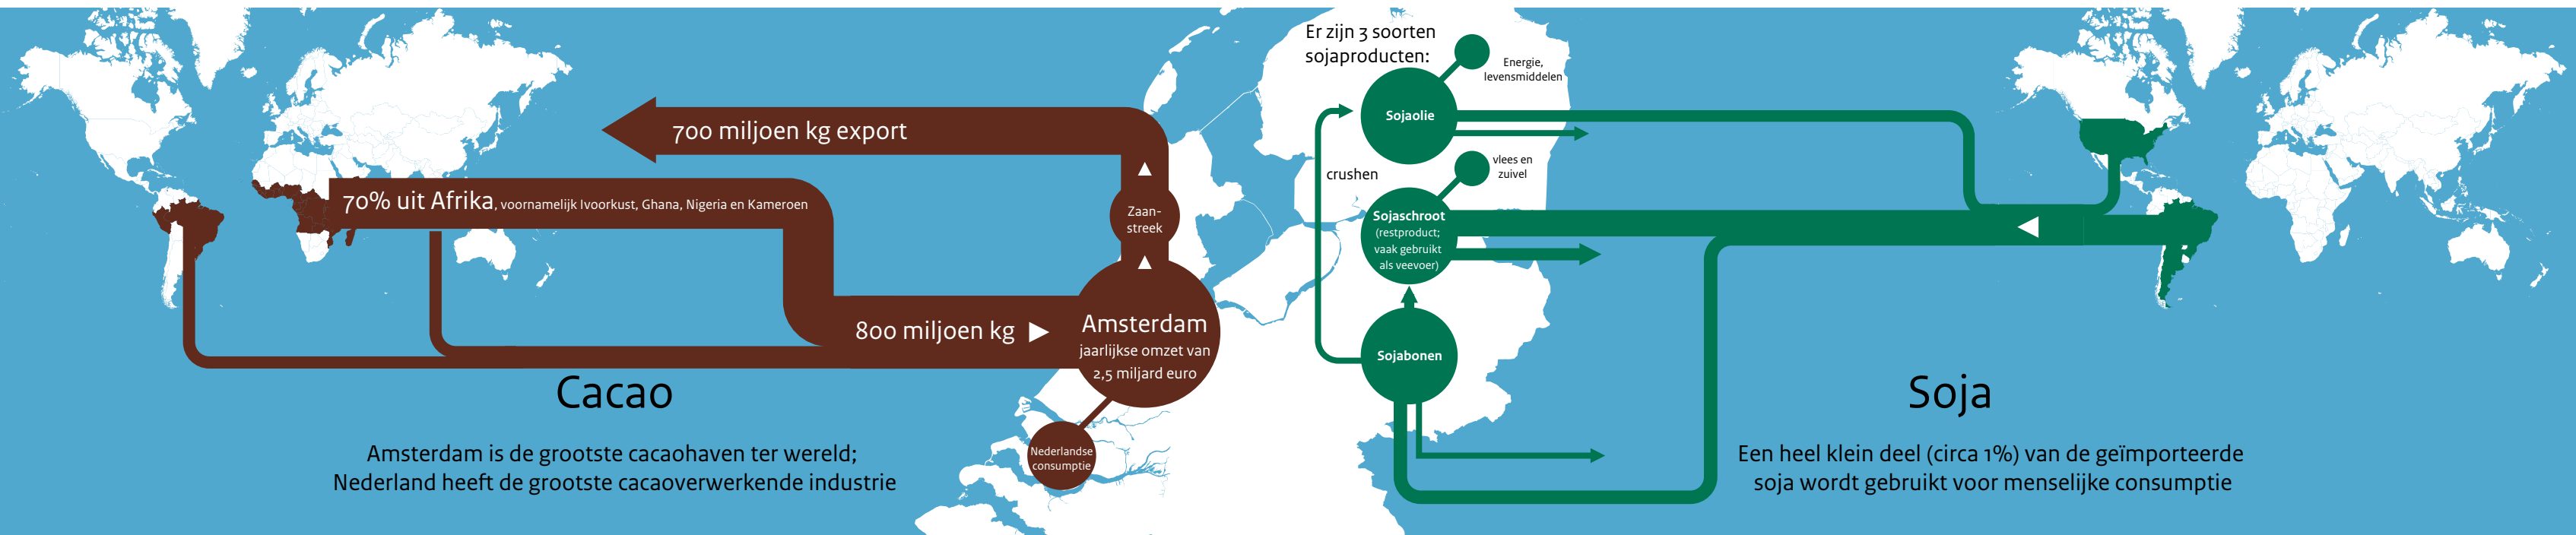 700 miljoen kg export
70% uit Afrika, voornamelijk Ivoorkust, Ghana, Nigeria en Kameroen
800 miljoen kg
Zaan-
streek
Amsterdam
jaarlijkse omzet van
2,5 miljard euro
Nederlandse
consumptie
Cacao
Amsterdam is de grootste cacaohaven ter wereld;
Nederland heeft de grootste cacaoverwerkende industrie
Er zijn 3 soorten
sojaproducten:
Energie,
levensmiddelen
Sojaolie
vlees en
zuivel
crushen
Sojaschroot
(restproduct;
vaak gebruikt
als veevoer)
Sojabonen
Soja
Een heel klein deel (circa 1%) van de geïmporteerde
soja wordt gebruikt voor menselijke consumptie